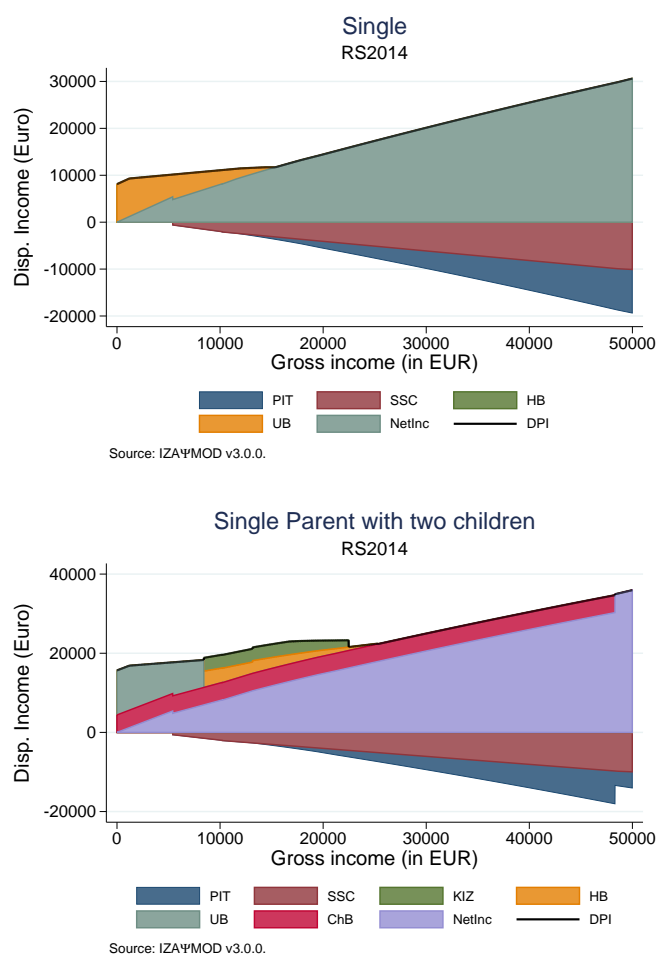 Single
RS2014
Disp. Income (Euro)
30000
20000
10000
0
-10000
-20000
0 10000 20000 30000 40000 50000
Gross income (in EUR)
PIT SSC HB
UB NetInc DPI
Source: IZAΨMOD v3.0.0.
Single Parent with two children
RS2014
Disp. Income (Euro)
40000
20000
0
-20000
0 10000 20000 30000 40000 50000
Gross income (in EUR)
PIT SSC KIZ HB
UB ChB NetInc DPI
Source: IZAΨMOD v3.0.0.